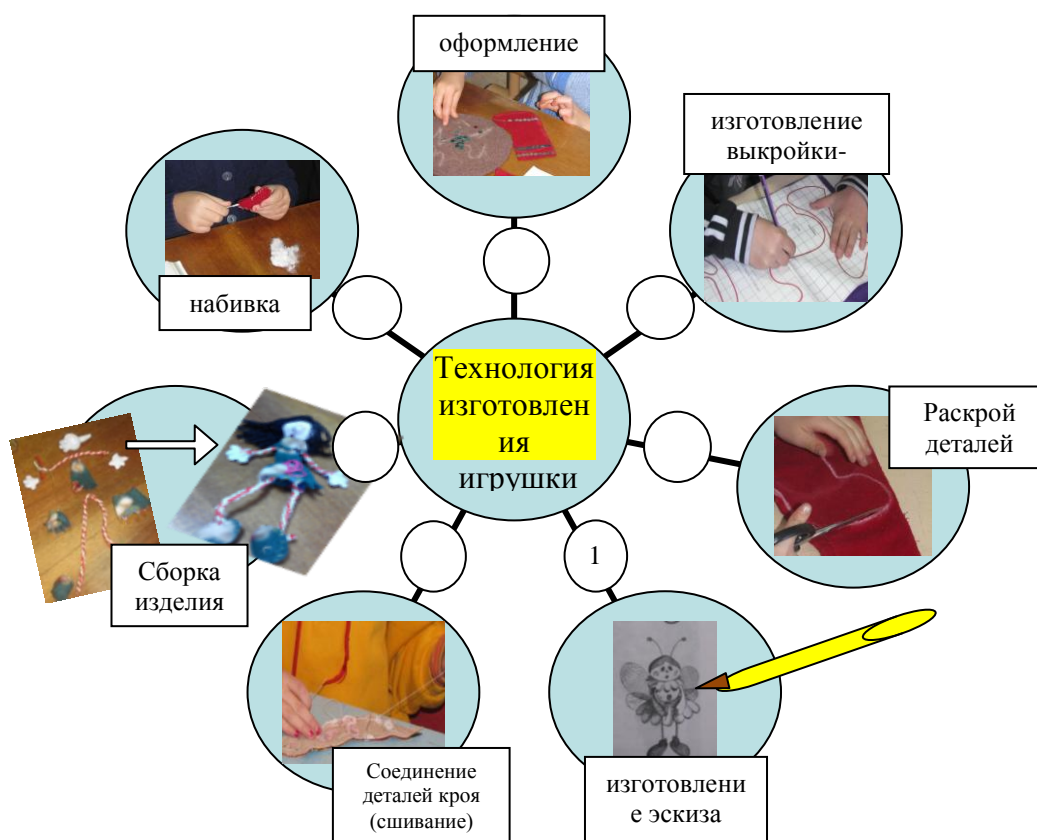 оформление
изготовление
выкройки-
набивка
Технология
изготовлен
ия
игрушки
Раскрой
деталей
Сборка
изделия
1
Соединение
деталей кроя
(сшивание)
изготовлени
е эскиза